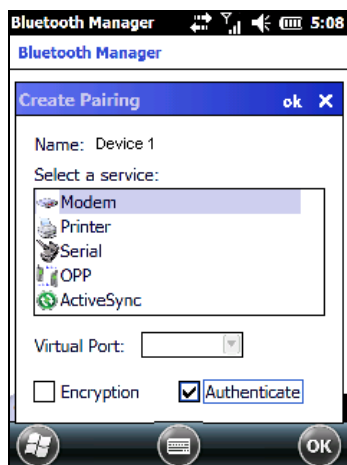 Bluetooth Manager 5:08
Bluetooth Manager
Create Pairing ok X
Name: Device 1
Select a service:
Modem
Printer
Serial
OPP
ActiveSync
Virtual Port:
Encryption Authenticate
OK